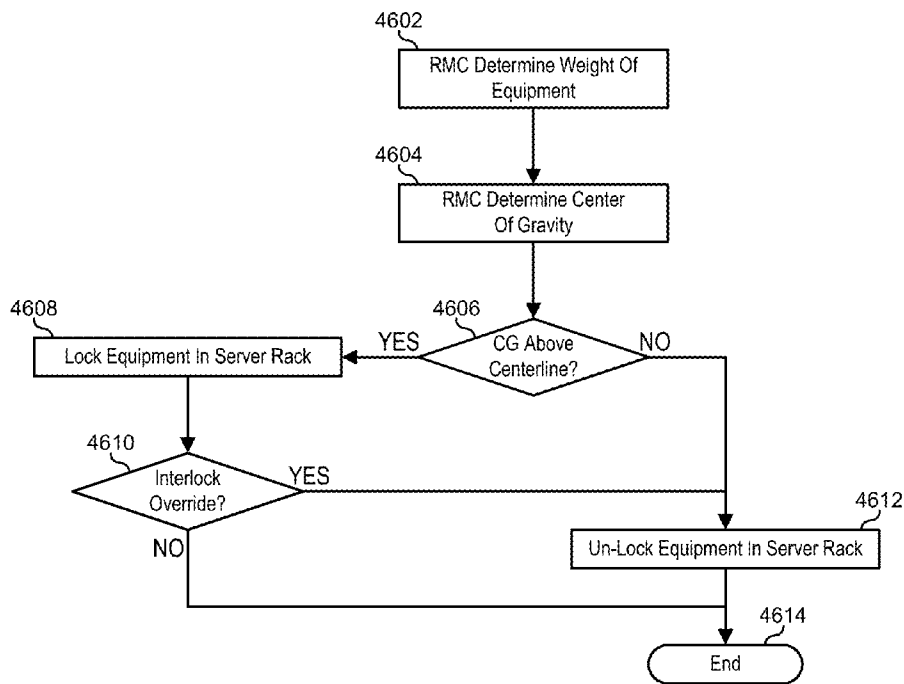 4602
RMC Determine Weight Of
Equipment
4604
RMC Determine Center
Of Gravity
4606
CG Above
Centerline?
YES
NO
4608
Lock Equipment In Server Rack
4610
Interlock
Override?
YES
NO
4612
Un-Lock Equipment In Server Rack
4614
End